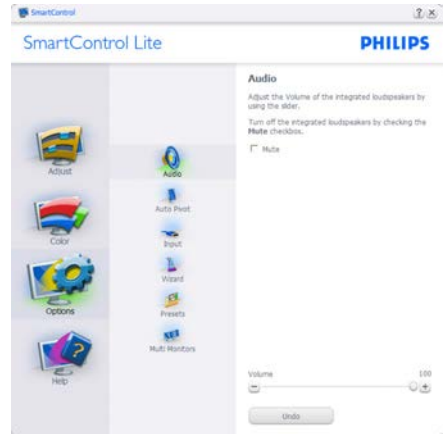 SmartControl
SmartControl Lite
PHILIPS
Adjust
Color
Options
Help
Audio
Auto Pivot
Input
Wizard
Presets
Multi Monitors
Audio
Adjust the Volume of the integrated loudspeakers by
using the slider.
Turn off the integrated loudspeakers by checking the
Mute checkbox.
Mute
Volume
100
Undo